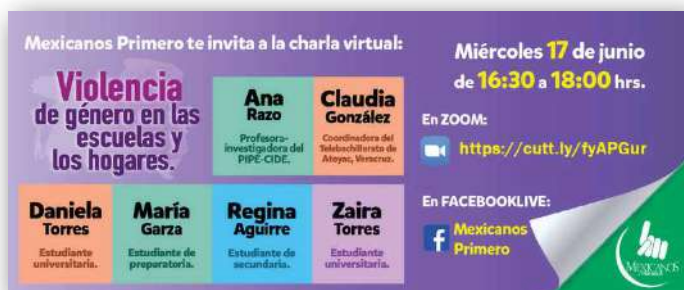 Mexicanos Primero te invita a la charla virtual:
Violencia
de género en las
escuelas y
los hogares.
Ana
Razo
Profesora-
investigadora del
PIPE-CIDE.
Claudia
González
Coordinadora del
Telebachillerato de
Atoyac, Veracruz.
Daniela
Torres
Estudiante
universitaria.
María
Garza
Estudiante de
preparatoria.
Regina
Aguirre
Estudiante de
secundaria.
Zaira
Torres
Estudiante
universitaria.
Miércoles 17 de junio
de 16:30 a 18:00 hrs.
En ZOOM:
https://cutt.ly/fyAPGur
En FACEBOOKLIVE:
f
Mexicanos
Primero
MEXICANOS